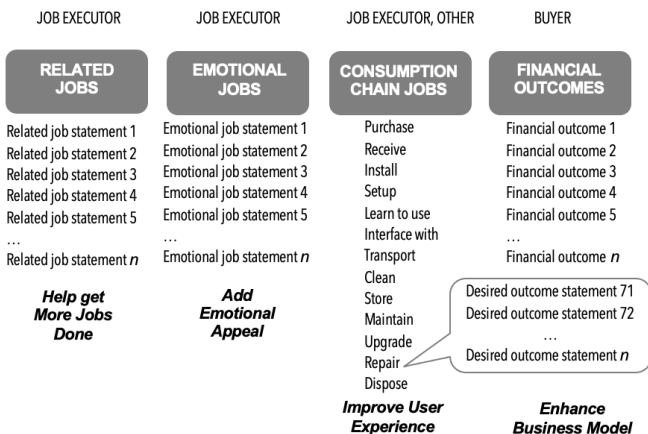 JOB EXECUTOR
RELATED
JOBS
Related job statement 1
Related job statement 2
Related job statement 3
Related job statement 4
Related job statement 5
...
Related job statement n
Help get
More Jobs
Done
JOB EXECUTOR
EMOTIONAL
JOBS
Emotional job statement 1
Emotional job statement 2
Emotional job statement 3
Emotional job statement 4
Emotional job statement 5
...
Emotional job statement n
Add
Emotional
Appeal
JOB EXECUTOR, OTHER
CONSUMPTION
CHAIN JOBS
Purchase
Receive
Install
Setup
Learn to use
Interface with
Transport
Clean
Store
Maintain
Upgrade
Repair
Dispose
Improve User
Experience
BUYER
FINANCIAL
OUTCOMES
Financial outcome 1
Financial outcome 2
Financial outcome 3
Financial outcome 4
Financial outcome 5
...
Financial outcome n
Desired outcome statement 71
Desired outcome statement 72
...
Desired outcome statement n
Enhance
Business Model